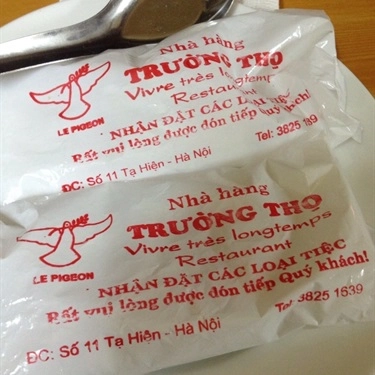 Nhà hàng
TRƯỜNG THỌ
Vivre très longtemp
Restaurant
LE PIGEON
NHẬN ĐẶT CÁC LOẠI TIỆC
Rất vui lòng được đón tiếp Quý khách!
ĐC: Số 11 Tạ Hiện - Hà Nội
Tel: 3825
Nhà hàng
TRƯỜNG THỌ
Vivre très longtemps
Restaurant
LE PIGEON
NHẬN ĐẶT CÁC LOẠI TIỆC
Rất vui lòng được đón tiếp Quý khách!
ĐC: Số 11 Tạ Hiện - Hà Nội
Tel: 3825 1639